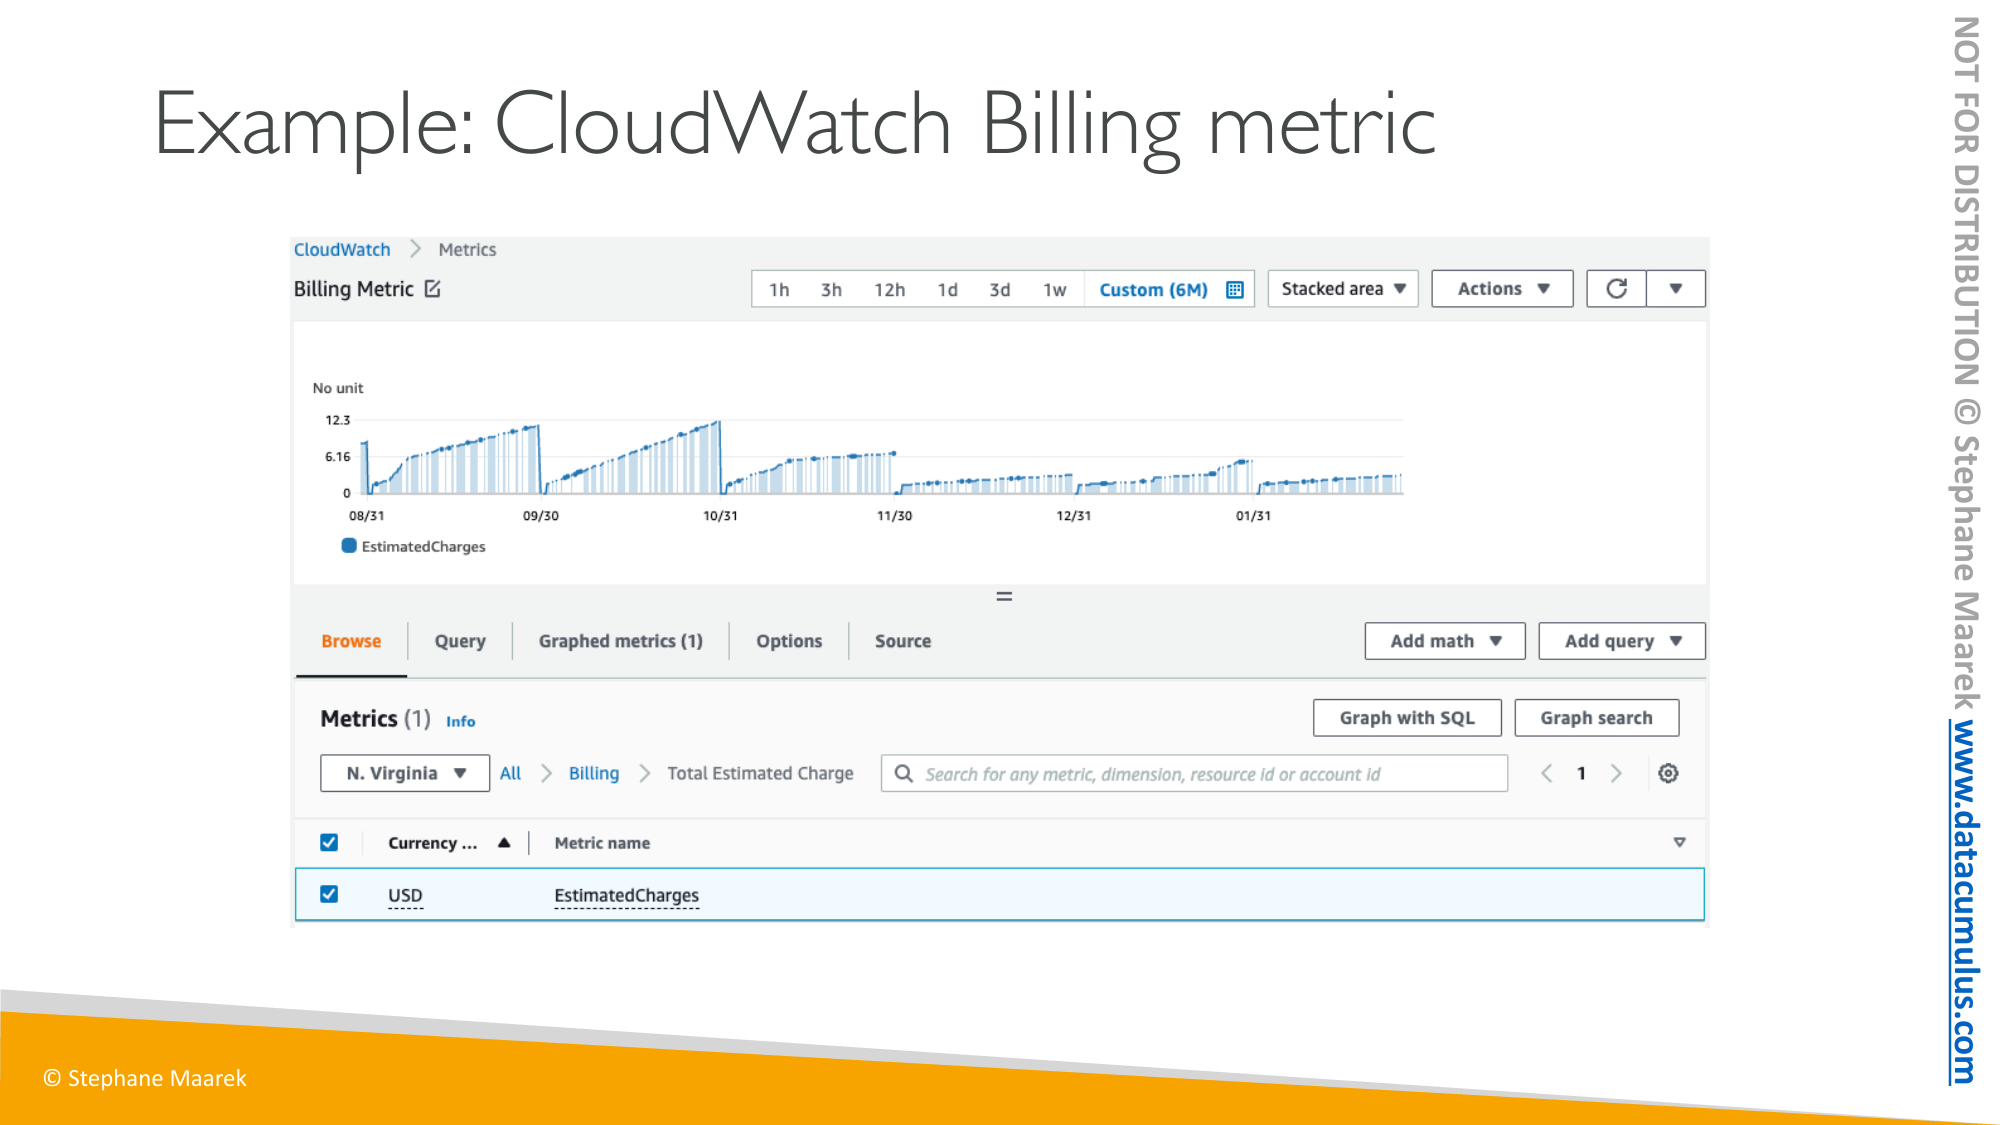 Example: CloudWatch Billing metric
CloudWatch > Metrics
Billing Metric
1h 3h 12h 1d 3d 1w Custom (6M) Stacked area Actions
No unit
12.3
6.16
0
08/31 09/30 10/31 11/30 12/31 01/31
EstimatedCharges
=
Browse Query Graphed metrics (1) Options Source Add math Add query
Metrics (1) Info Graph with SQL Graph search
N. Virginia All > Billing > Total Estimated Charge Search for any metric, dimension, resource id or account id < 1 >
Currency ... Metric name
USD EstimatedCharges
© Stephane Maarek
NOT FOR DISTRIBUTION © Stephane Maarek www.datacumulus.com